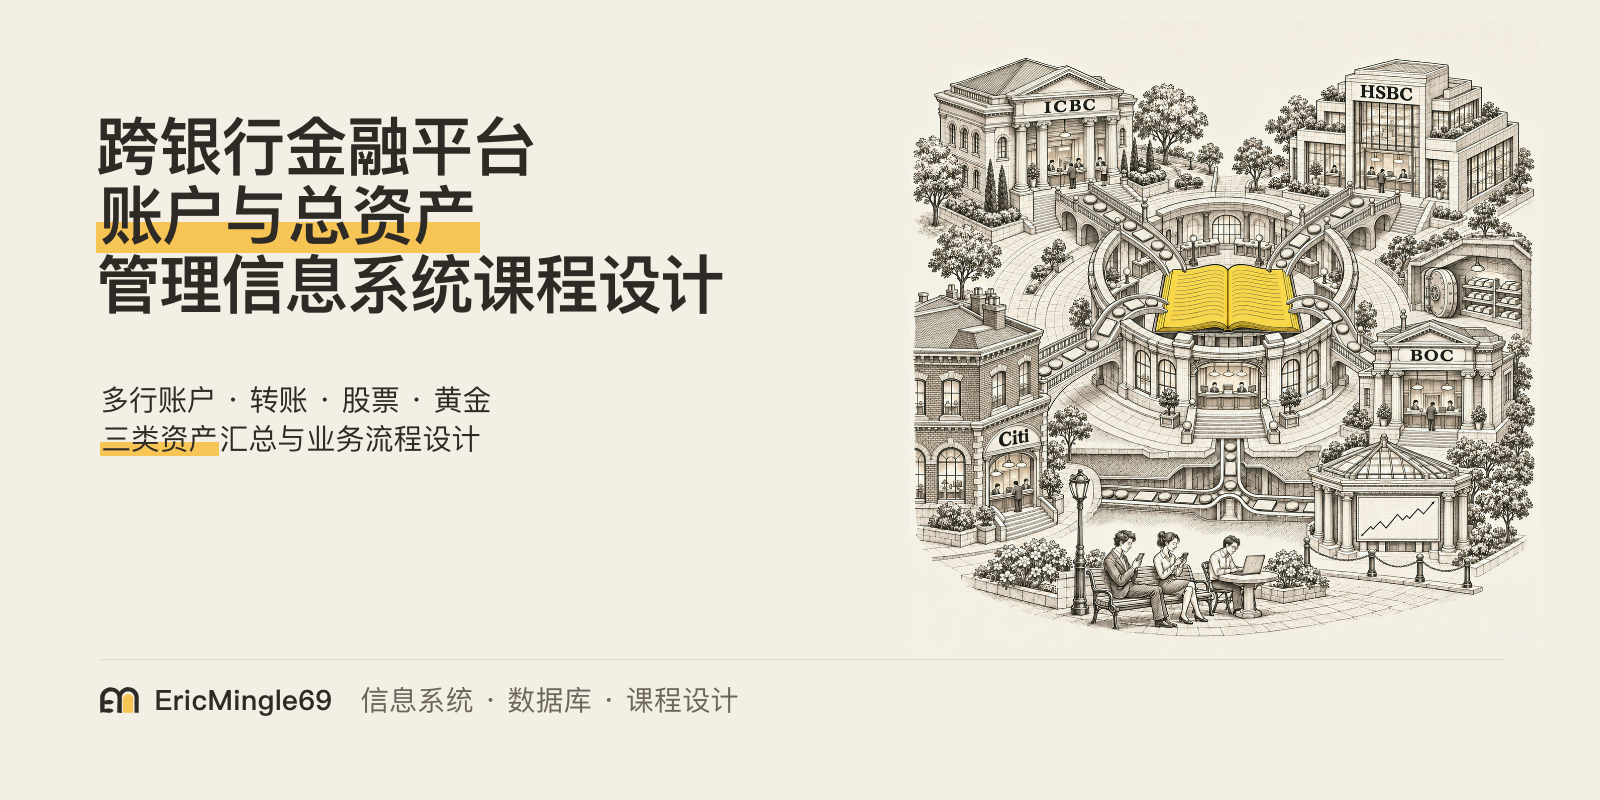 跨银行金融平台
账户与总资产
管理信息系统课程设计
多行账户 · 转账 · 股票 · 黄金
三类资产汇总与业务流程设计
ICBC
HSBC
BOC
Citi
EricMingle69 信息系统 · 数据库 · 课程设计